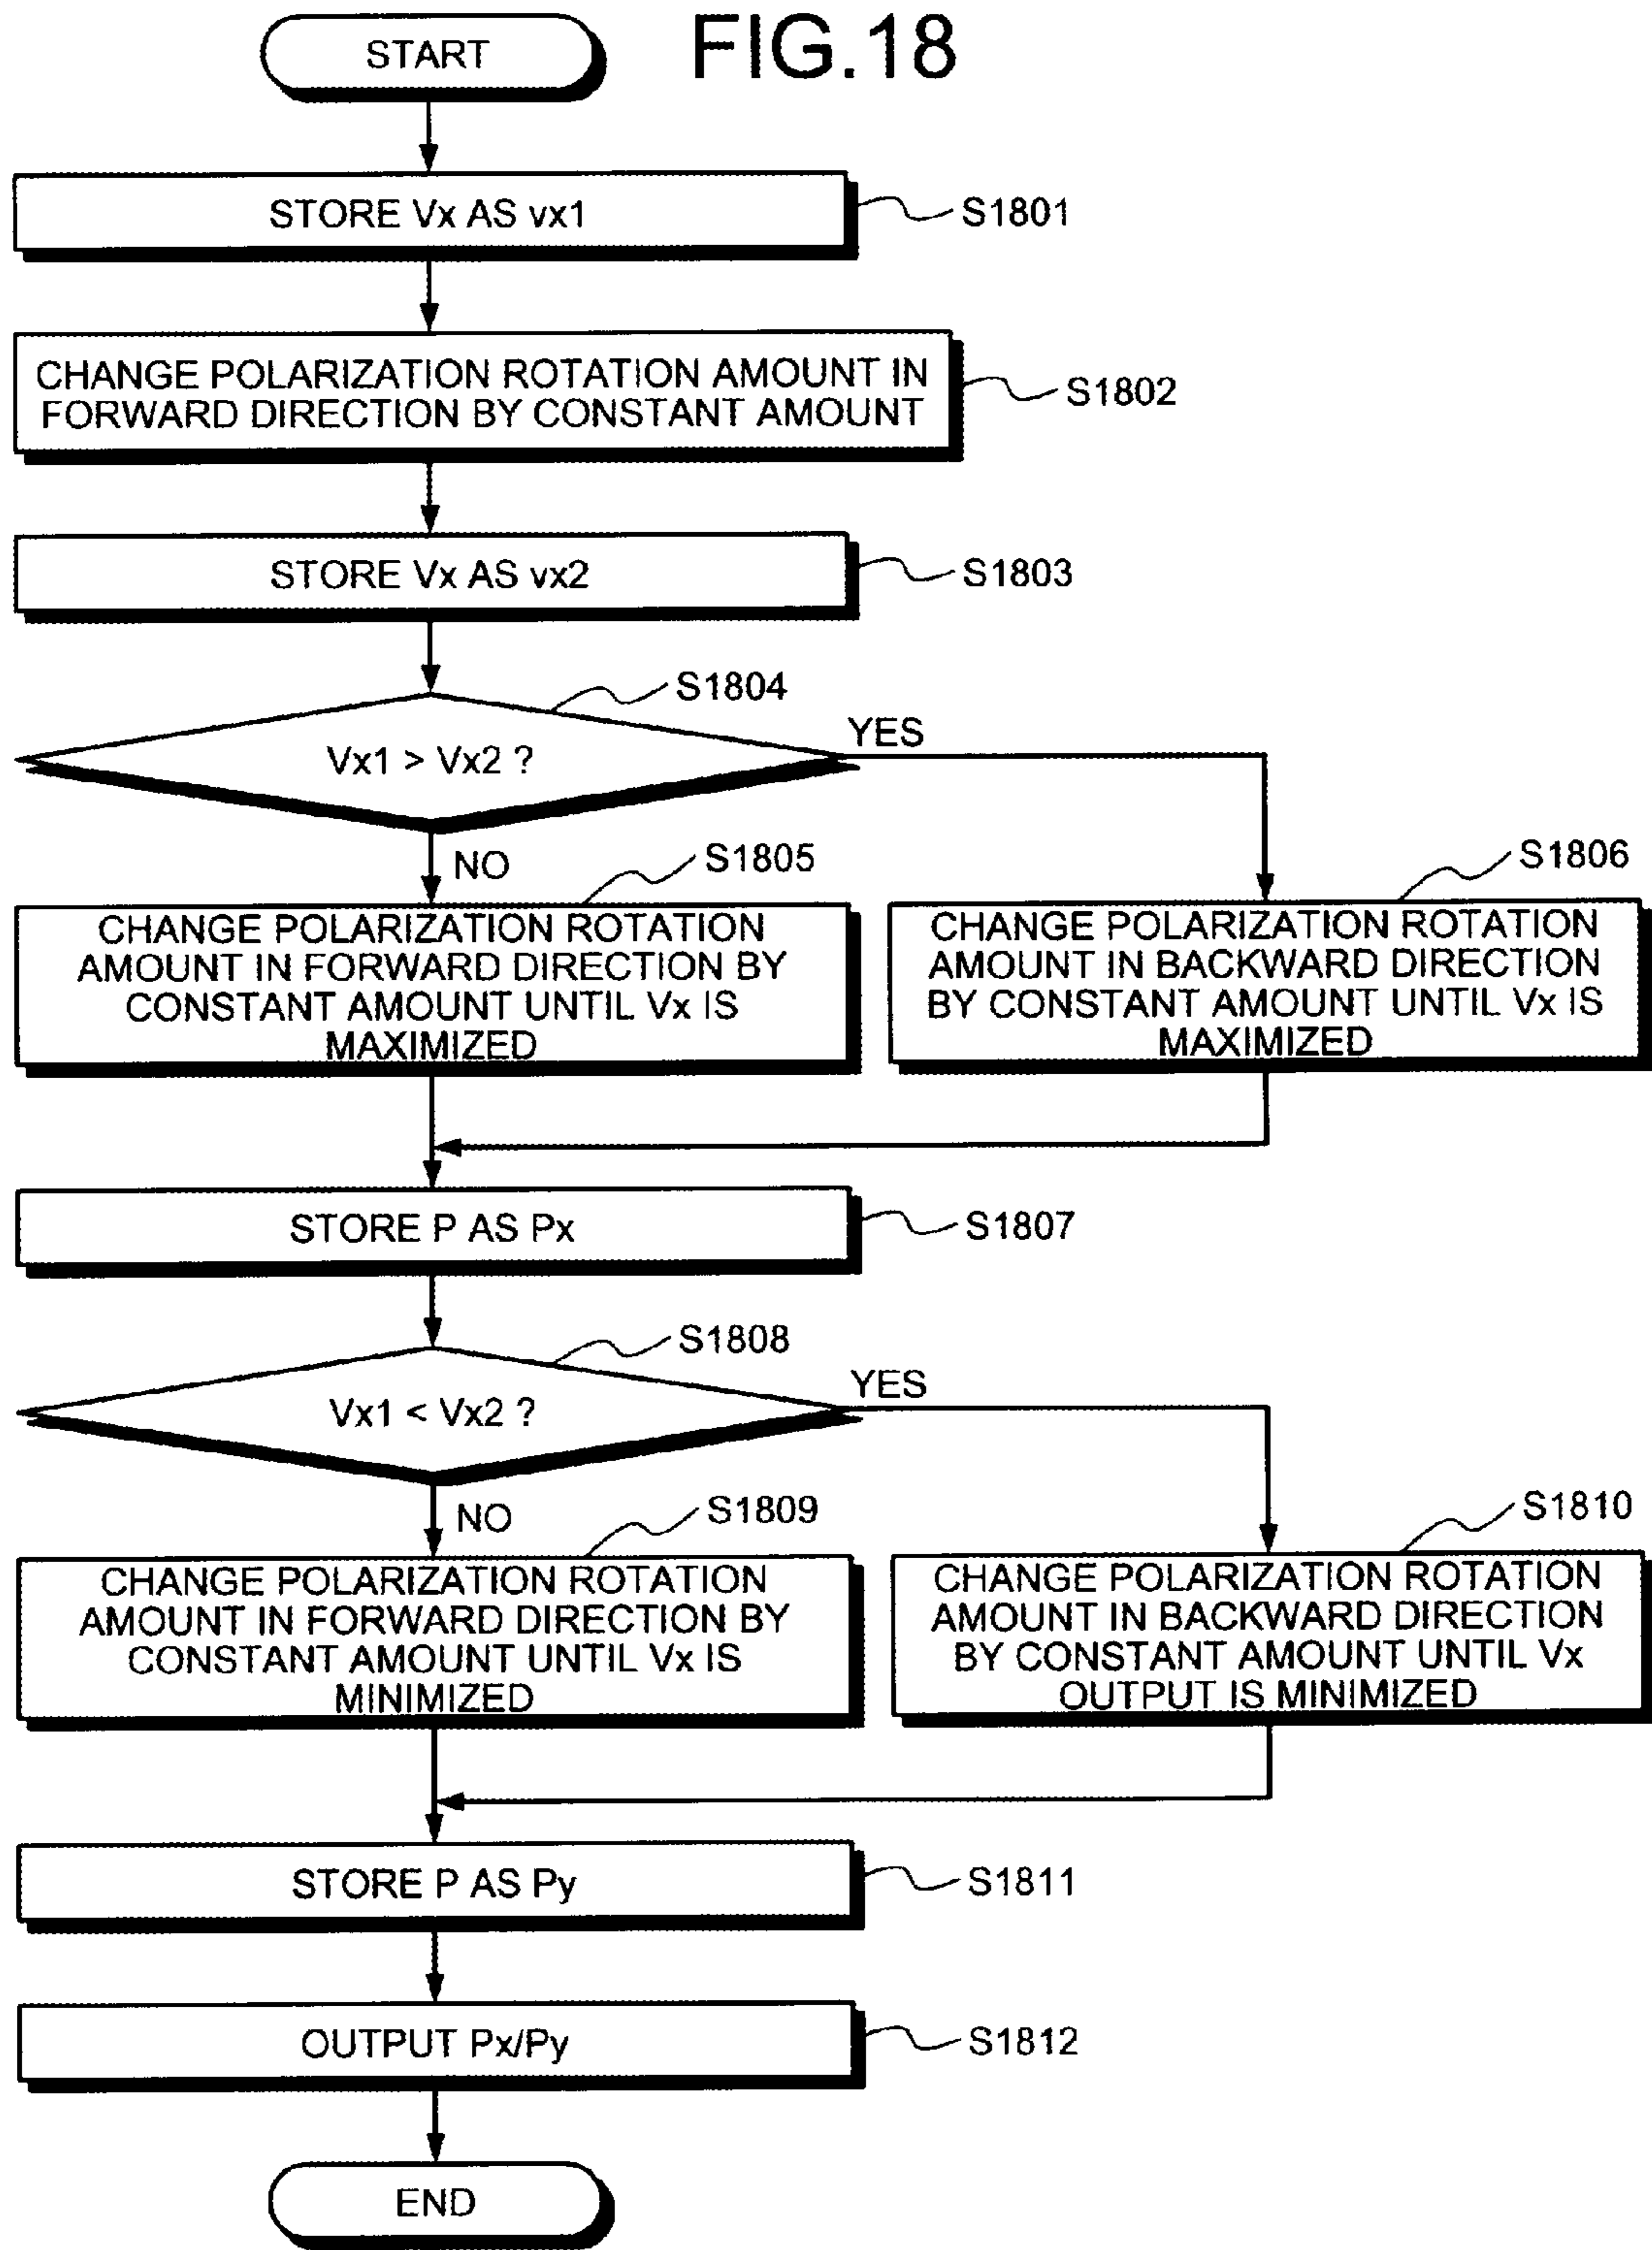 FIG.18
START
STORE Vx AS vx1
S1801
CHANGE POLARIZATION ROTATION AMOUNT IN
FORWARD DIRECTION BY CONSTANT AMOUNT
S1802
STORE Vx AS vx2
S1803
S1804
Vx1 > Vx2 ?
YES
NO
S1805
CHANGE POLARIZATION ROTATION
AMOUNT IN FORWARD DIRECTION BY
CONSTANT AMOUNT UNTIL Vx IS
MAXIMIZED
S1806
CHANGE POLARIZATION ROTATION
AMOUNT IN BACKWARD DIRECTION
BY CONSTANT AMOUNT UNTIL Vx IS
MAXIMIZED
STORE P AS Px
S1807
S1808
Vx1 < Vx2 ?
YES
NO
S1809
CHANGE POLARIZATION ROTATION
AMOUNT IN FORWARD DIRECTION BY
CONSTANT AMOUNT UNTIL Vx IS
MINIMIZED
S1810
CHANGE POLARIZATION ROTATION
AMOUNT IN BACKWARD DIRECTION
BY CONSTANT AMOUNT UNTIL Vx
OUTPUT IS MINIMIZED
STORE P AS Py
S1811
OUTPUT Px/Py
S1812
END